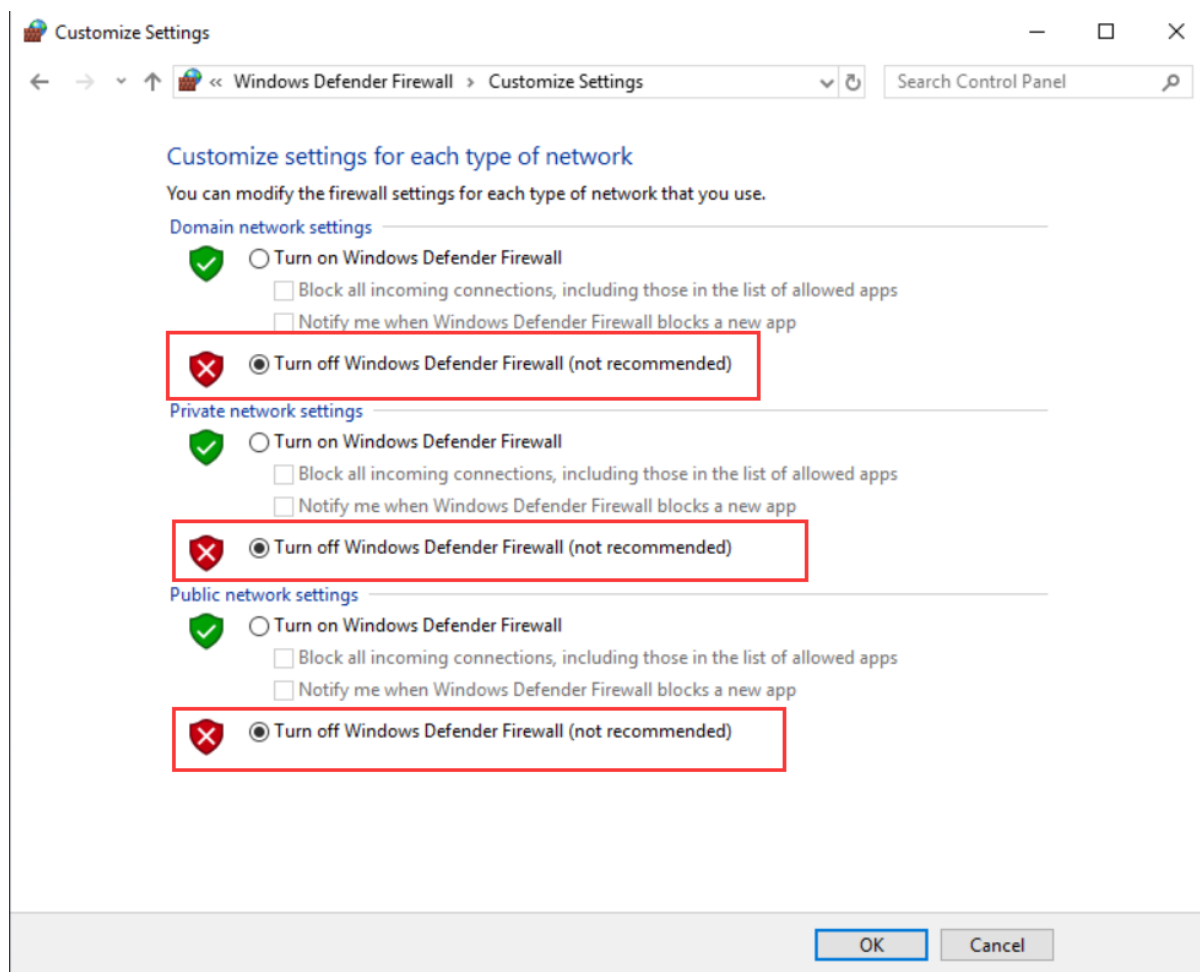 Customize Settings
« Windows Defender Firewall › Customize Settings
Search Control Panel
Customize settings for each type of network
You can modify the firewall settings for each type of network that you use.
Domain network settings
Turn on Windows Defender Firewall
Block all incoming connections, including those in the list of allowed apps
Notify me when Windows Defender Firewall blocks a new app
Turn off Windows Defender Firewall (not recommended)
Private network settings
Turn on Windows Defender Firewall
Block all incoming connections, including those in the list of allowed apps
Notify me when Windows Defender Firewall blocks a new app
Turn off Windows Defender Firewall (not recommended)
Public network settings
Turn on Windows Defender Firewall
Block all incoming connections, including those in the list of allowed apps
Notify me when Windows Defender Firewall blocks a new app
Turn off Windows Defender Firewall (not recommended)
OK Cancel